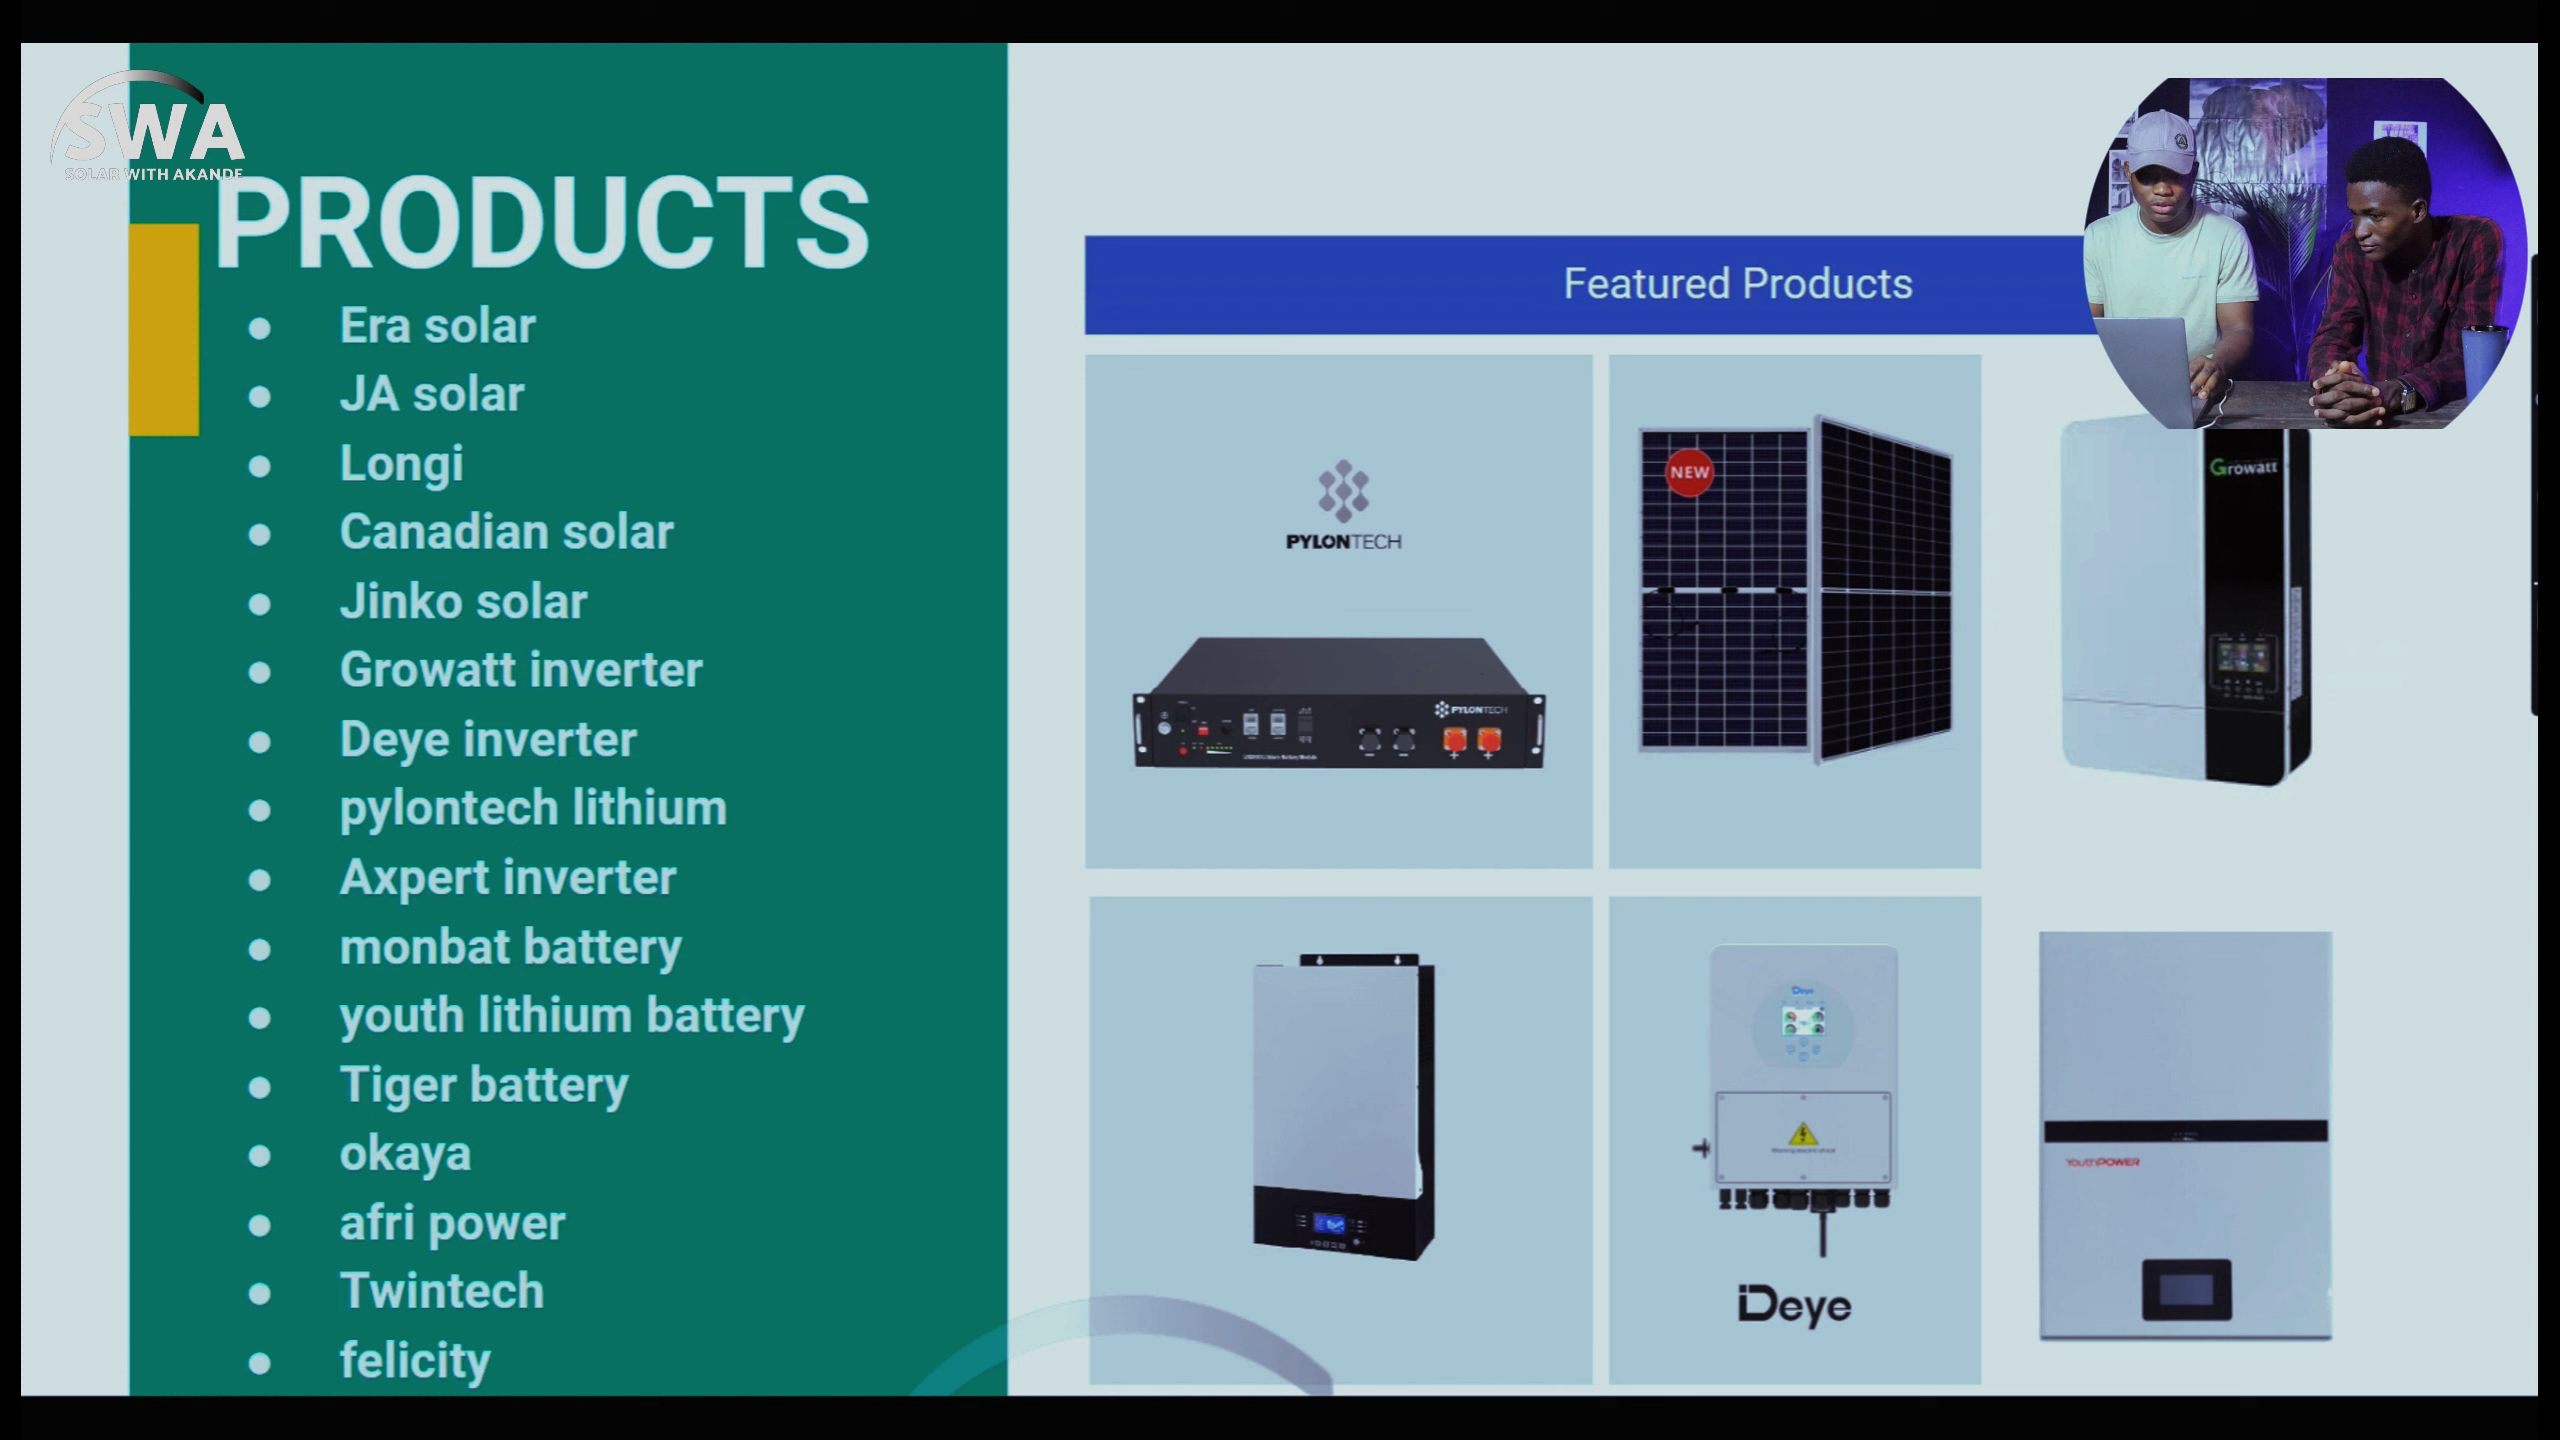 SWA
SOLAR WITH AKANDE
PRODUCTS
Era solar
JA solar
Longi
Canadian solar
Jinko solar
Growatt inverter
Deye inverter
pylontech lithium
Axpert inverter
monbat battery
youth lithium battery
Tiger battery
okaya
afri power
Twintech
felicity
Featured Products
PYLONTECH
PYLONTECH
NEW
Growatt
Deye
Deye
YouthPOWER